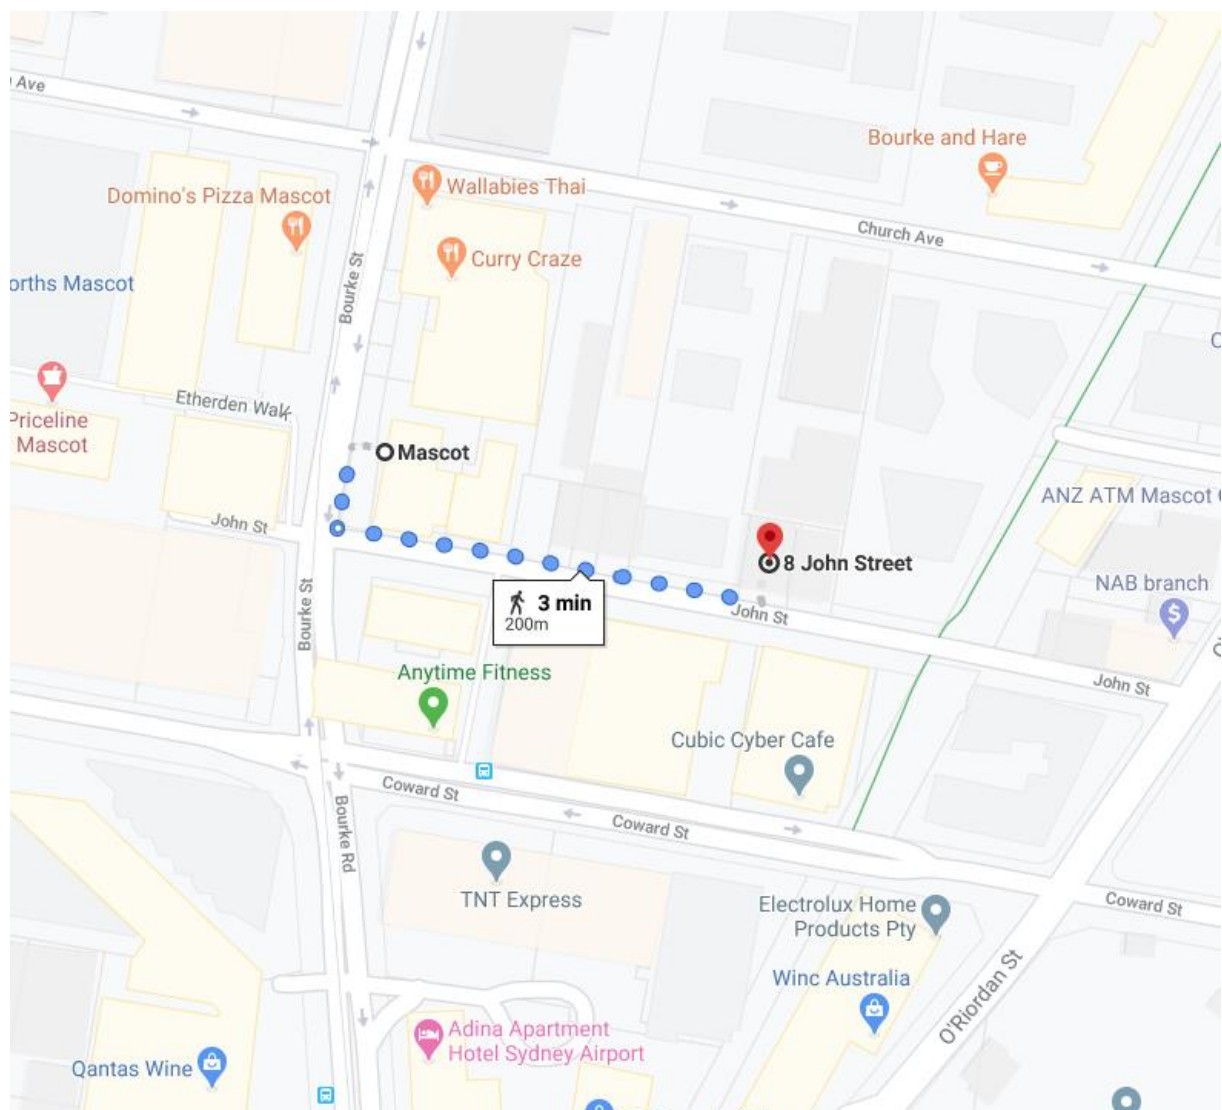 Ave
Bourke and Hare
Wallabies Thai
Domino's Pizza Mascot
Church Ave
Curry Craze
Bourke St
orths Mascot
Etherden Walk
Priceline
Mascot
Mascot
ANZ ATM Mascot
John St
8 John Street
NAB branch
3 min
200m
John St
Bourke St
Anytime Fitness
John St
Cubic Cyber Cafe
Coward St
Coward St
Bourke Rd
TNT Express
Electrolux Home
Products Pty
Coward St
Winc Australia
O'Riordan St
Adina Apartment
Hotel Sydney Airport
Qantas Wine